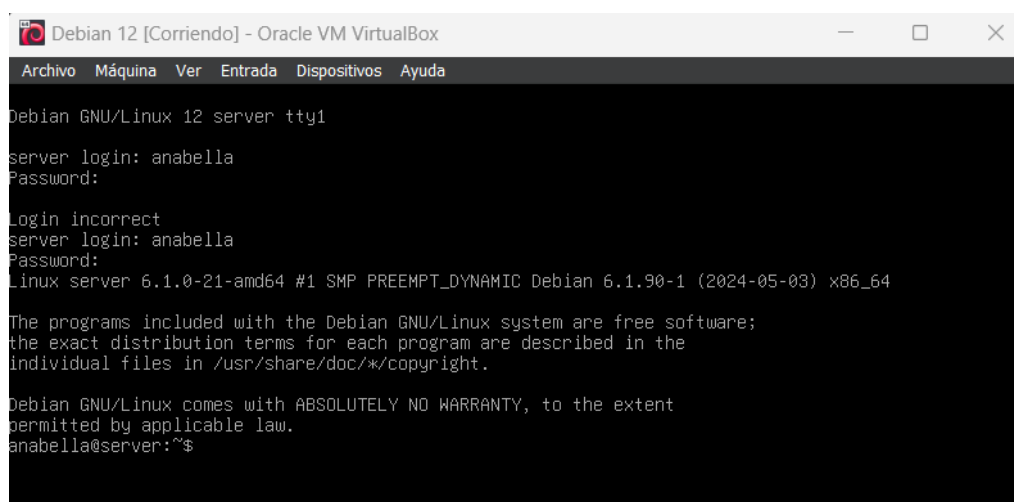 Debian 12 [Corriendo] - Oracle VM VirtualBox
Archivo Máquina Ver Entrada Dispositivos Ayuda
Debian GNU/Linux 12 server tty1
server login: anabella
Password:
Login incorrect
server login: anabella
Password:
Linux server 6.1.0-21-amd64 #1 SMP PREEMPT_DYNAMIC Debian 6.1.90-1 (2024-05-03) x86_64
The programs included with the Debian GNU/Linux system are free software;
the exact distribution terms for each program are described in the
individual files in /usr/share/doc/*/copyright.
Debian GNU/Linux comes with ABSOLUTELY NO WARRANTY, to the extent
permitted by applicable law.
anabella@server:~$